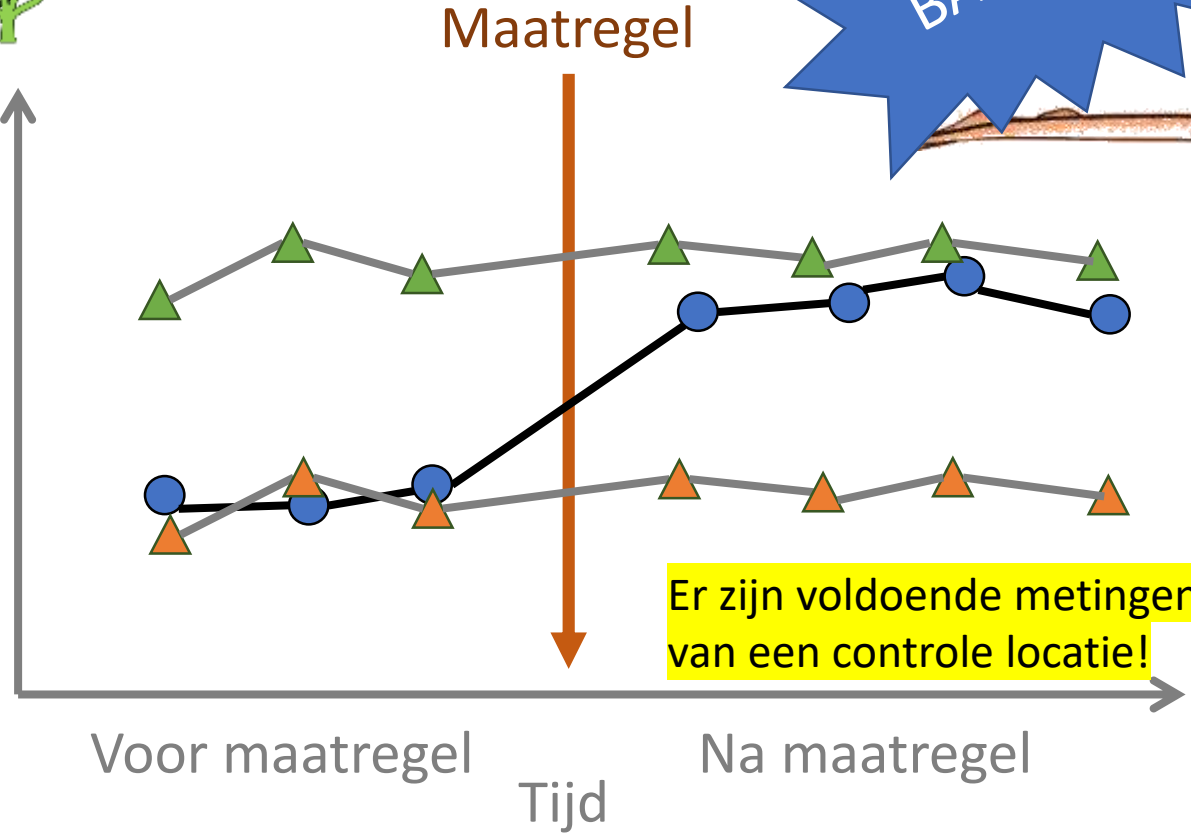 Maatregel
Er zijn voldoende metingen
van een controle locatie!
Voor maatregel
Na maatregel
Tijd